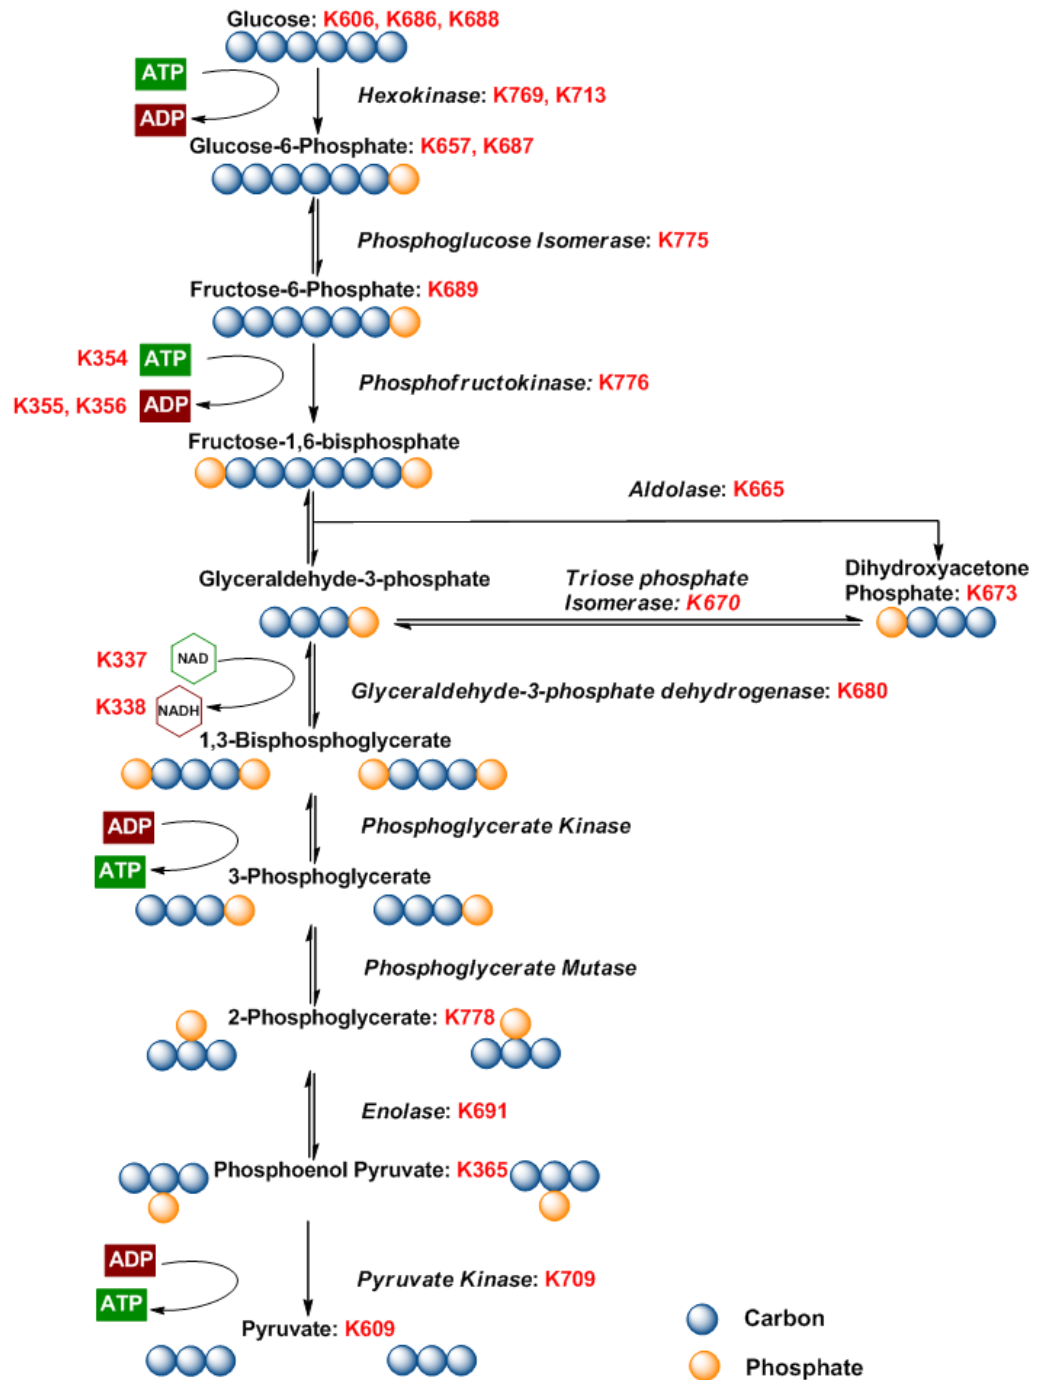 Glucose: K606, K686, K688
ATP
Hexokinase: K769, K713
ADP
Glucose-6-Phosphate: K657, K687
Phosphoglucose Isomerase: K775
Fructose-6-Phosphate: K689
K354 ATP
Phosphofructokinase: K776
K355, K356 ADP
Fructose-1,6-bisphosphate
Aldolase: K665
Glyceraldehyde-3-phosphate
Triose phosphate
Isomerase: K670
Dihydroxyacetone
Phosphate: K673
K337 NAD
Glyceraldehyde-3-phosphate dehydrogenase: K680
K338 NADH
1,3-Bisphosphoglycerate
ADP
Phosphoglycerate Kinase
ATP
3-Phosphoglycerate
Phosphoglycerate Mutase
2-Phosphoglycerate: K778
Enolase: K691
Phosphoenol Pyruvate: K365
ADP
Pyruvate Kinase: K709
ATP
Pyruvate: K609
Carbon
Phosphate